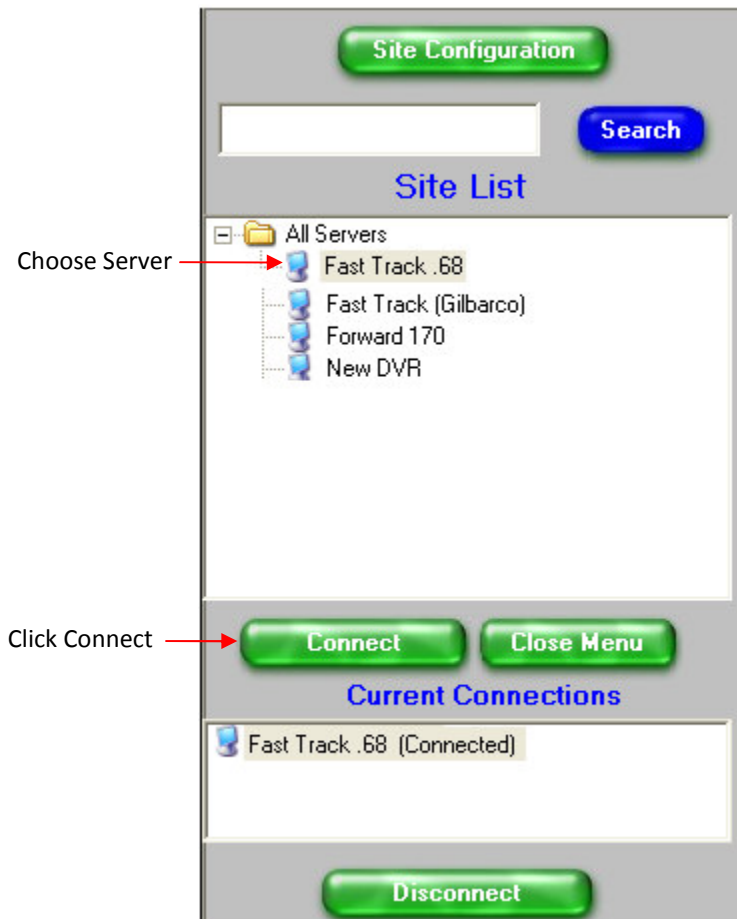 Site Configuration
Search
Site List
All Servers
Choose Server
Fast Track .68
Fast Track (Gilbarco)
Forward 170
New DVR
Click Connect
Connect
Close Menu
Current Connections
Fast Track .68 (Connected)
Disconnect